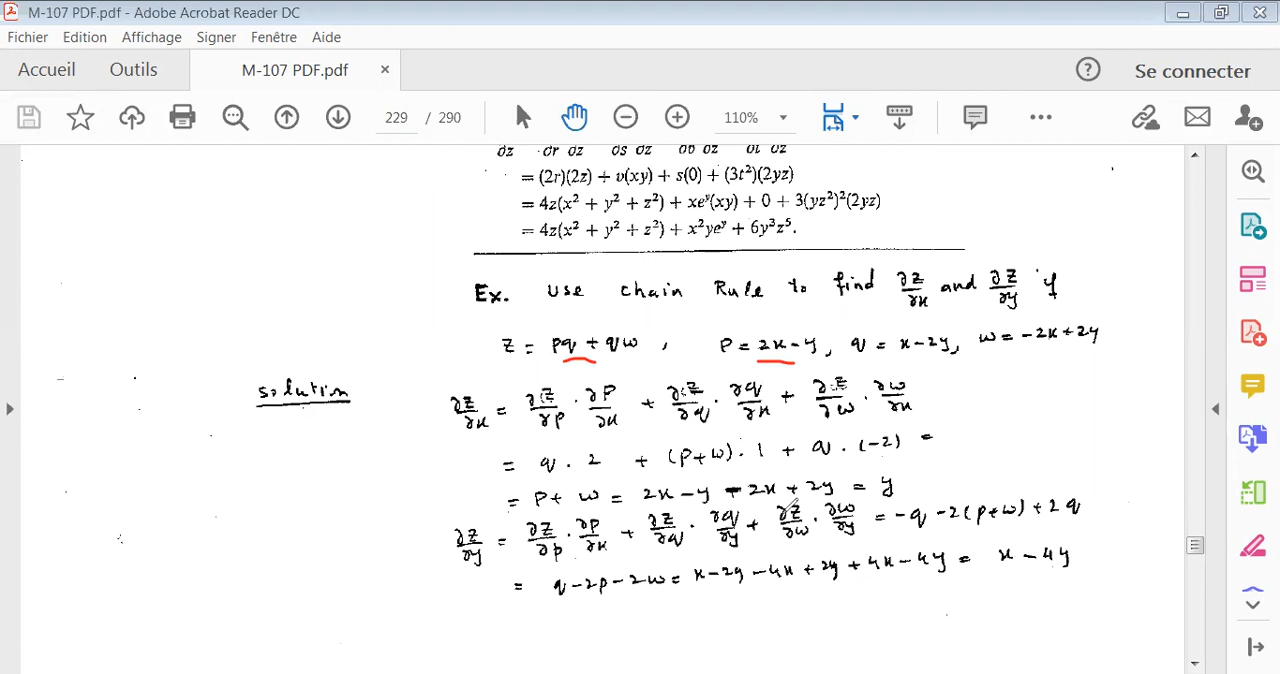 M-107 PDF.pdf - Adobe Acrobat Reader DC
Fichier Edition Affichage Signer Fenêtre Aide
Accueil Outils M-107 PDF.pdf × Se connecter
229 / 290 110%
∂z ∂r ∂z ∂s ∂z ∂v ∂z ∂t ∂z
= (2r)(2z) + v(xy) + s(0) + (3t²)(2yz)
= 4z(x² + y² + z²) + xeʸ(xy) + 0 + 3(yz²)²(2yz)
= 4z(x² + y² + z²) + x²yeʸ + 6y³z⁵.
Ex. Use Chain Rule to find ∂z/∂x and ∂z/∂y if
z = pq + qw , p = 2x-y, q = x-2y, w = -2x+2y
Solution
∂z/∂x = ∂z/∂p · ∂p/∂x + ∂z/∂q · ∂q/∂x + ∂z/∂w · ∂w/∂x
= q · 2 + (p+w) · 1 + q · (-2) =
= p + w = 2x-y - 2x + 2y = y
∂z/∂y = ∂z/∂p · ∂p/∂x + ∂z/∂q · ∂q/∂y + ∂z/∂w · ∂w/∂y = -q - 2(p+w) + 2q
= q - 2p - 2w = x - 2y - 4x + 2y + 4x - 4y = x - 4y